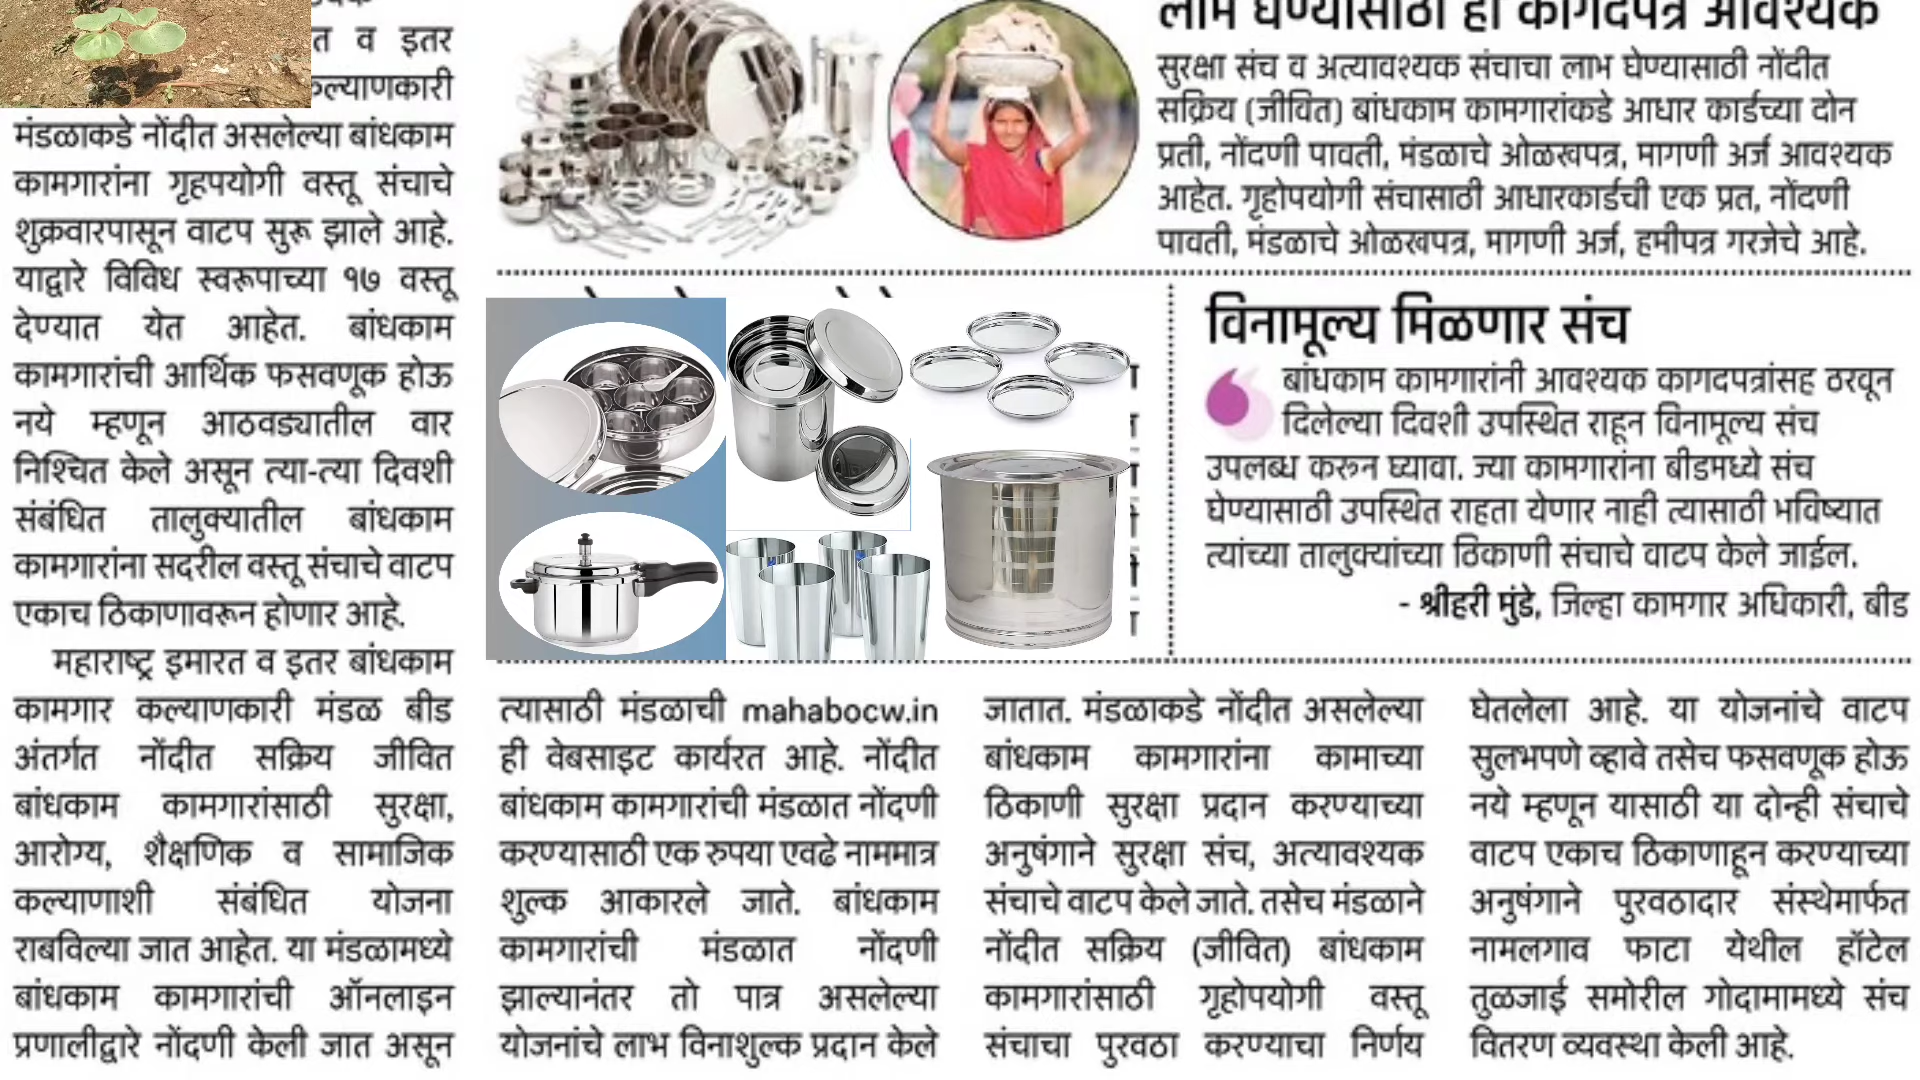 त व इतर
कल्याणकारी
मंडळाकडे नोंदीत असलेल्या बांधकाम
कामगारांना गृहपयोगी वस्तू संचाचे
शुक्रवारपासून वाटप सुरू झाले आहे.
याद्वारे विविध स्वरूपाच्या १७ वस्तू
देण्यात येत आहेत. बांधकाम
कामगारांची आर्थिक फसवणूक होऊ
नये म्हणून आठवड्यातील वार
निश्चित केले असून त्या-त्या दिवशी
संबंधित तालुक्यातील बांधकाम
कामगारांना सदरील वस्तू संचाचे वाटप
एकाच ठिकाणावरून होणार आहे.
महाराष्ट्र इमारत व इतर बांधकाम
कामगार कल्याणकारी मंडळ बीड
अंतर्गत नोंदीत सक्रिय जीवित
बांधकाम कामगारांसाठी सुरक्षा,
आरोग्य, शैक्षणिक व सामाजिक
कल्याणाशी संबंधित योजना
राबविल्या जात आहेत. या मंडळामध्ये
बांधकाम कामगारांची ऑनलाइन
प्रणालीद्वारे नोंदणी केली जात असून
लाभ घेण्यासाठी ही कागदपत्रे आवश्यक
सुरक्षा संच व अत्यावश्यक संचाचा लाभ घेण्यासाठी नोंदीत
सक्रिय (जीवित) बांधकाम कामगारांकडे आधार कार्डच्या दोन
प्रती, नोंदणी पावती, मंडळाचे ओळखपत्र, मागणी अर्ज आवश्यक
आहेत. गृहोपयोगी संचासाठी आधारकार्डची एक प्रत, नोंदणी
पावती, मंडळाचे ओळखपत्र, मागणी अर्ज, हमीपत्र गरजेचे आहे.
विनामूल्य मिळणार संच
बांधकाम कामगारांनी आवश्यक कागदपत्रांसह ठरवून
दिलेल्या दिवशी उपस्थित राहून विनामूल्य संच
उपलब्ध करून घ्यावा. ज्या कामगारांना बीडमध्ये संच
घेण्यासाठी उपस्थित राहता येणार नाही त्यासाठी भविष्यात
त्यांच्या तालुक्यांच्या ठिकाणी संचाचे वाटप केले जाईल.
- श्रीहरी मुंडे, जिल्हा कामगार अधिकारी, बीड
त्यासाठी मंडळाची mahabocw.in
ही वेबसाइट कार्यरत आहे. नोंदीत
बांधकाम कामगारांची मंडळात नोंदणी
करण्यासाठी एक रुपया एवढे नाममात्र
शुल्क आकारले जाते. बांधकाम
कामगारांची मंडळात नोंदणी
झाल्यानंतर तो पात्र असलेल्या
योजनांचे लाभ विनाशुल्क प्रदान केले
जातात. मंडळाकडे नोंदीत असलेल्या
बांधकाम कामगारांना कामाच्या
ठिकाणी सुरक्षा प्रदान करण्याच्या
अनुषंगाने सुरक्षा संच, अत्यावश्यक
संचाचे वाटप केले जाते. तसेच मंडळाने
नोंदीत सक्रिय (जीवित) बांधकाम
कामगारांसाठी गृहोपयोगी वस्तू
संचाचा पुरवठा करण्याचा निर्णय
घेतलेला आहे. या योजनांचे वाटप
सुलभपणे व्हावे तसेच फसवणूक होऊ
नये म्हणून यासाठी या दोन्ही संचाचे
वाटप एकाच ठिकाणाहून करण्याच्या
अनुषंगाने पुरवठादार संस्थेमार्फत
नामलगाव फाटा येथील हॉटेल
तुळजाई समोरील गोदामामध्ये संच
वितरण व्यवस्था केली आहे.